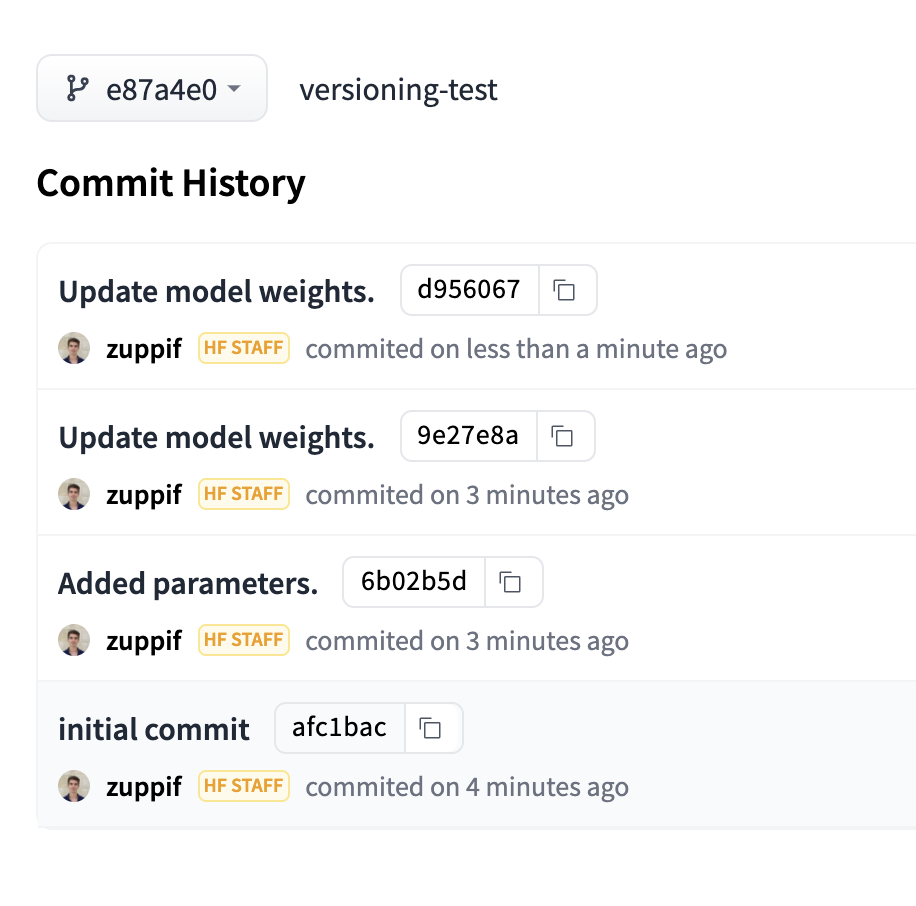 e87a4e0 versioning-test
Commit History
Update model weights. d956067
zuppif HF STAFF commited on less than a minute ago
Update model weights. 9e27e8a
zuppif HF STAFF commited on 3 minutes ago
Added parameters. 6b02b5d
zuppif HF STAFF commited on 3 minutes ago
initial commit afc1bac
zuppif HF STAFF commited on 4 minutes ago